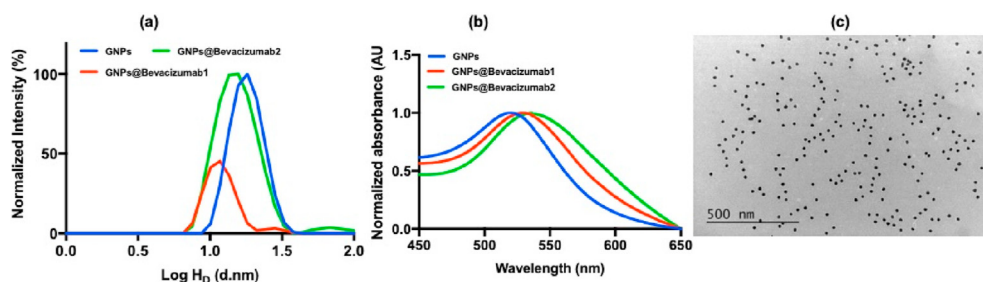 (a)
GNPs
GNPs@Bevacizumab2
GNPs@Bevacizumab1
Normalized Intensity (%)
100
50
0
0.0
0.5
1.0
1.5
2.0
Log H_D (d.nm)
(b)
GNPs
GNPs@Bevacizumab1
GNPs@Bevacizumab2
Normalized absorbance (AU)
1.5
1.0
0.5
0.0
450
500
550
600
650
Wavelength (nm)
(c)
500 nm